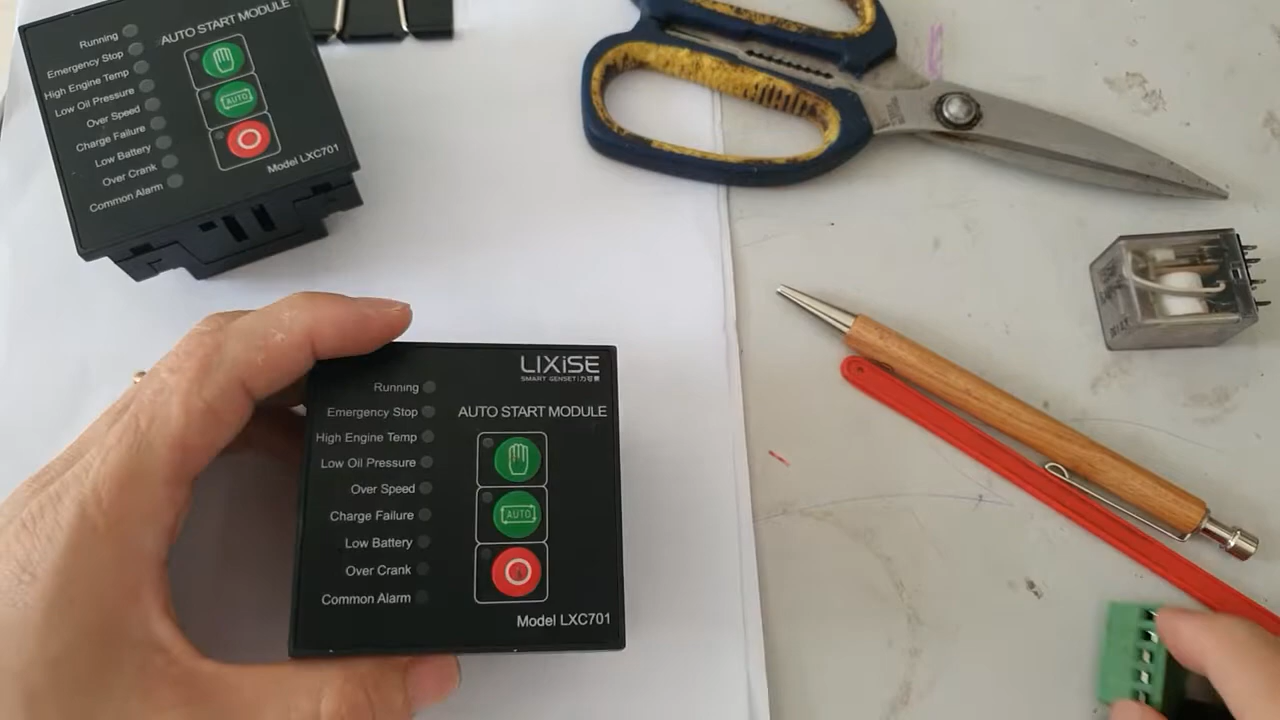 AUTO START MODULE
Running
Emergency Stop
High Engine Temp
Low Oil Pressure
Over Speed
Charge Failure
Low Battery
Over Crank
Common Alarm
AUTO
Model LXC701
LIXiSE
SMART GENSET
Running
Emergency Stop
AUTO START MODULE
High Engine Temp
Low Oil Pressure
Over Speed
Charge Failure
AUTO
Low Battery
Over Crank
Common Alarm
Model LXC701